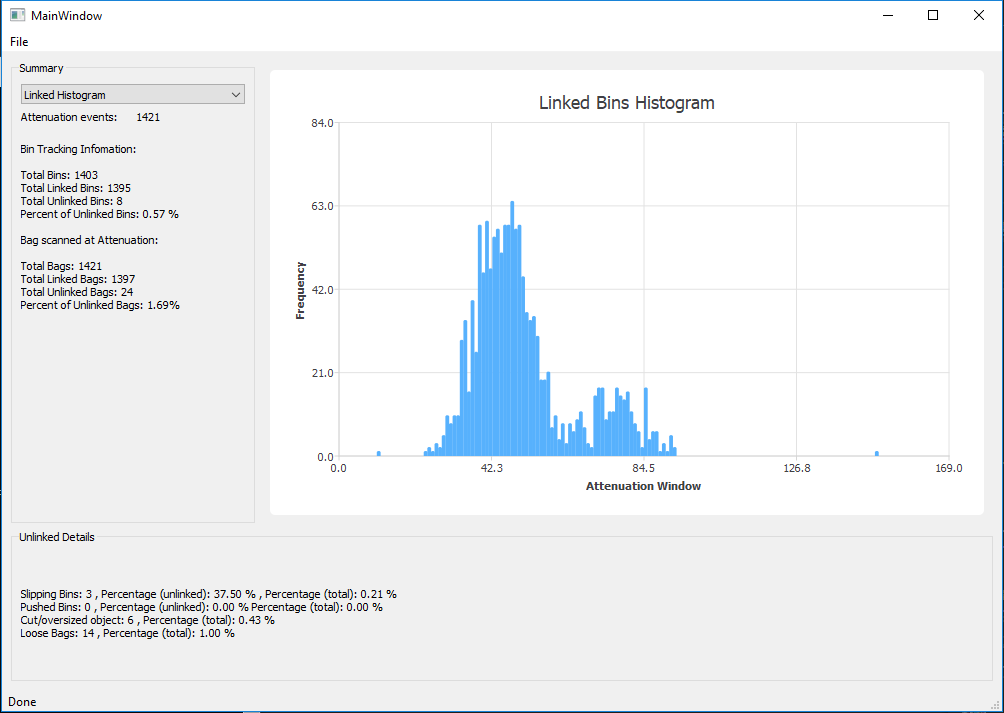 MainWindow
File
Summary
Linked Histogram
Attenuation events: 1421
Bin Tracking Infomation:
Total Bins: 1403
Total Linked Bins: 1395
Total Unlinked Bins: 8
Percent of Unlinked Bins: 0.57 %
Bag scanned at Attenuation:
Total Bags: 1421
Total Linked Bags: 1397
Total Unlinked Bags: 24
Percent of Unlinked Bags: 1.69%
Linked Bins Histogram
84.0
63.0
42.0
21.0
0.0
Frequency
0.0 42.3 84.5 126.8 169.0
Attenuation Window
Unlinked Details
Slipping Bins: 3 , Percentage (unlinked): 37.50 % , Percentage (total): 0.21 %
Pushed Bins: 0 , Percentage (unlinked): 0.00 % Percentage (total): 0.00 %
Cut/oversized object: 6 , Percentage (total): 0.43 %
Loose Bags: 14 , Percentage (total): 1.00 %
Done